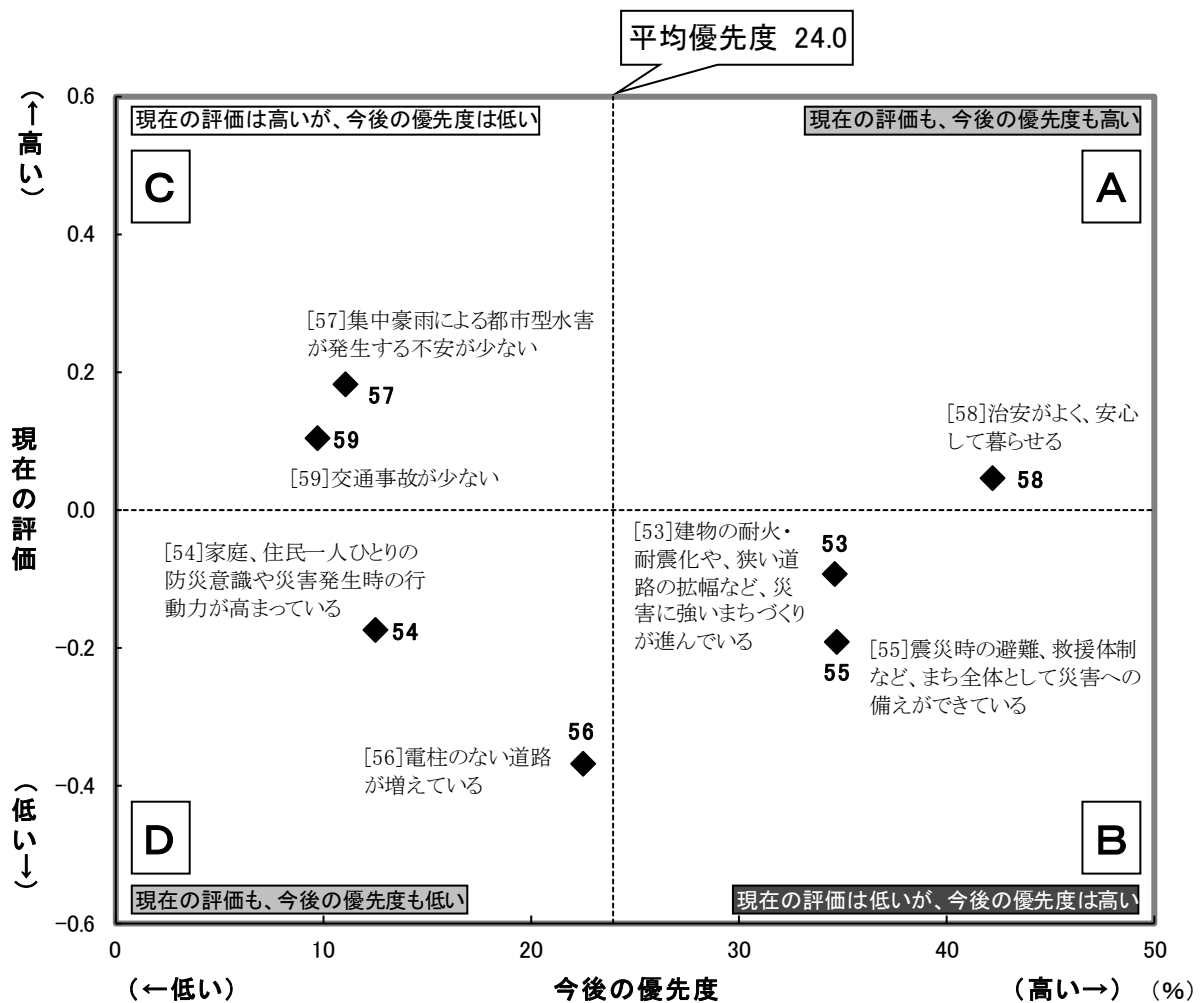 平均優先度 24.0
(←高い)
現在の評価
(低い→)
0.6
0.4
0.2
0.0
−0.2
−0.4
−0.6
現在の評価は高いが、今後の優先度は低い
現在の評価も、今後の優先度も高い
C
A
[57]集中豪雨による都市型水害
が発生する不安が少ない
57
59
[59]交通事故が少ない
[58]治安がよく、安心
して暮らせる
58
[54]家庭、住民一人ひとりの
防災意識や災害発生時の行
動力が高まっている
54
[53]建物の耐火・
耐震化や、狭い道
路の拡幅など、災
害に強いまちづくり
が進んでいる
53
55
[55]震災時の避難、救援体制
など、まち全体として災害への
備えができている
56
[56]電柱のない道路
が増えている
D
B
現在の評価も、今後の優先度も低い
現在の評価は低いが、今後の優先度は高い
0
10
20
30
40
50
(←低い)
今後の優先度
(高い→)
(%)